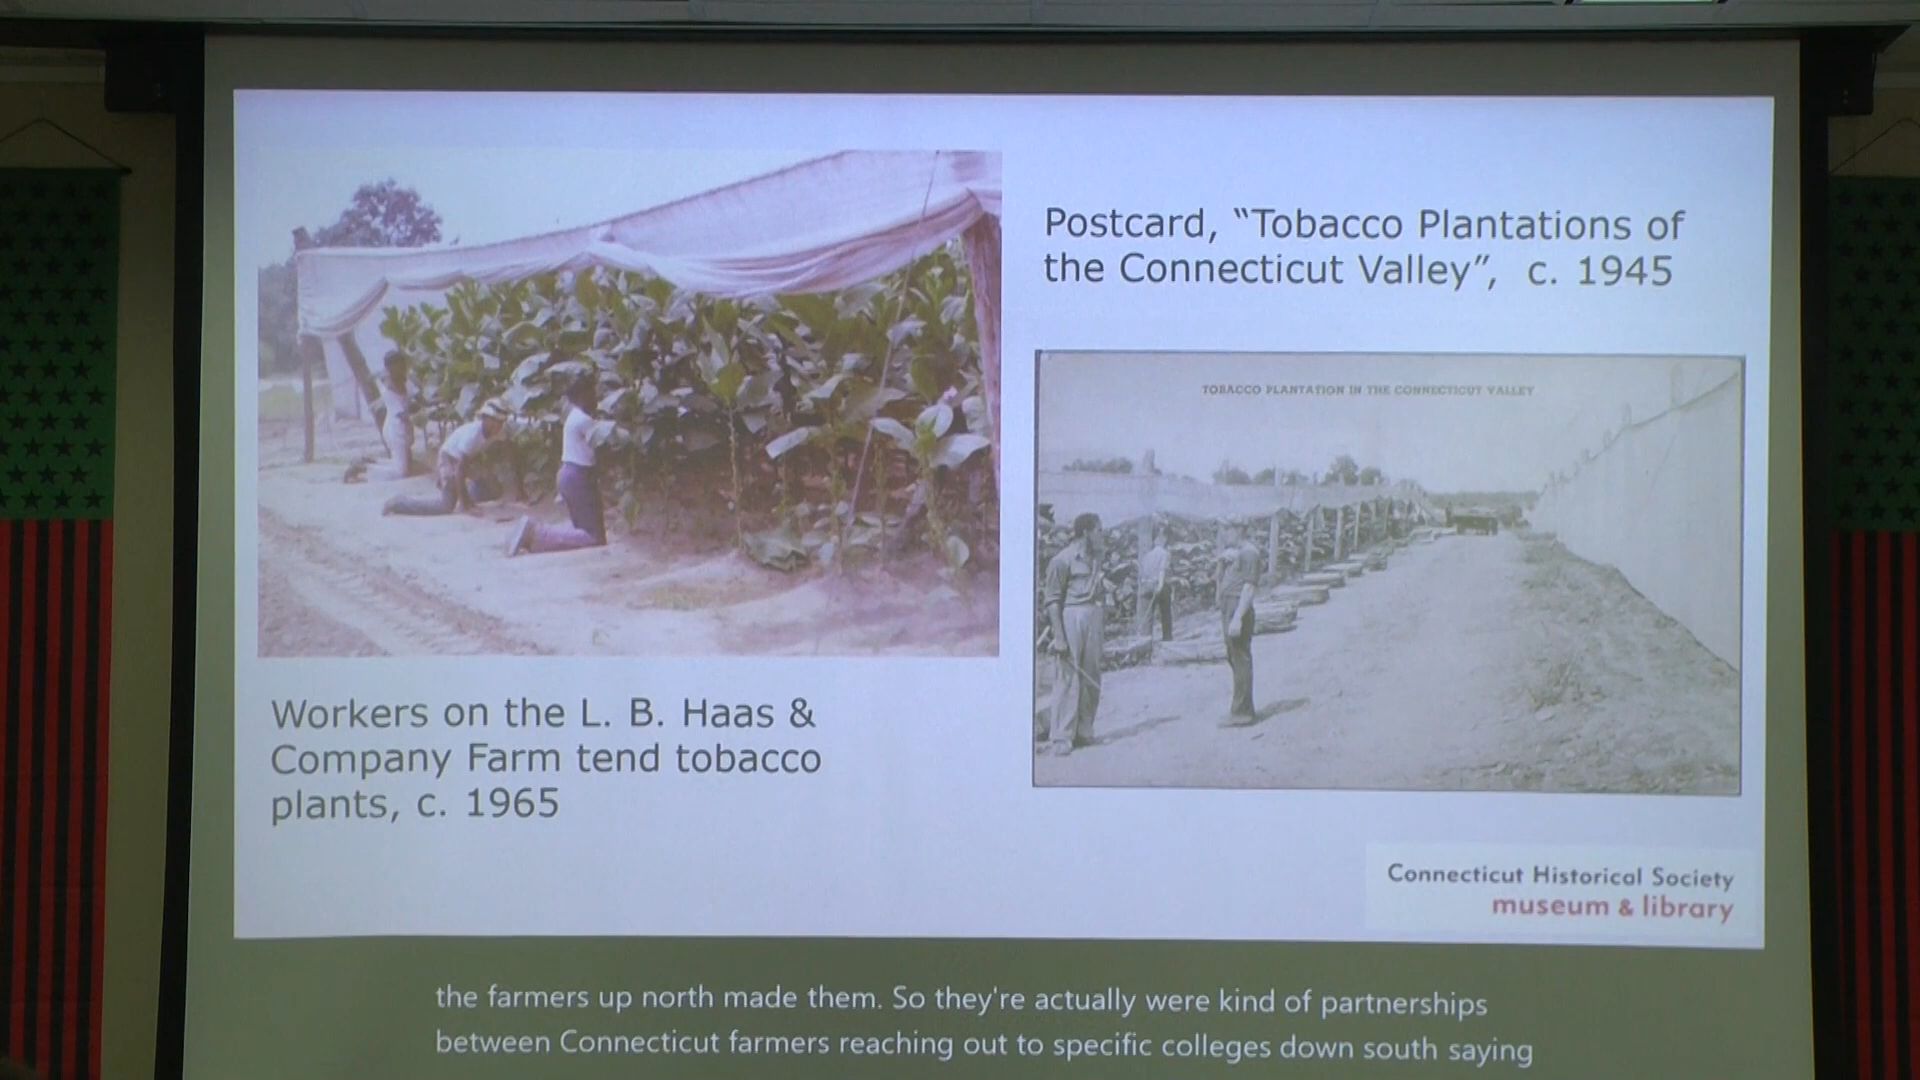 Postcard, “Tobacco Plantations of
the Connecticut Valley”, c. 1945
TOBACCO PLANTATION IN THE CONNECTICUT VALLEY
Workers on the L. B. Haas &
Company Farm tend tobacco
plants, c. 1965
Connecticut Historical Society
museum & library
the farmers up north made them. So they're actually were kind of partnerships
between Connecticut farmers reaching out to specific colleges down south saying